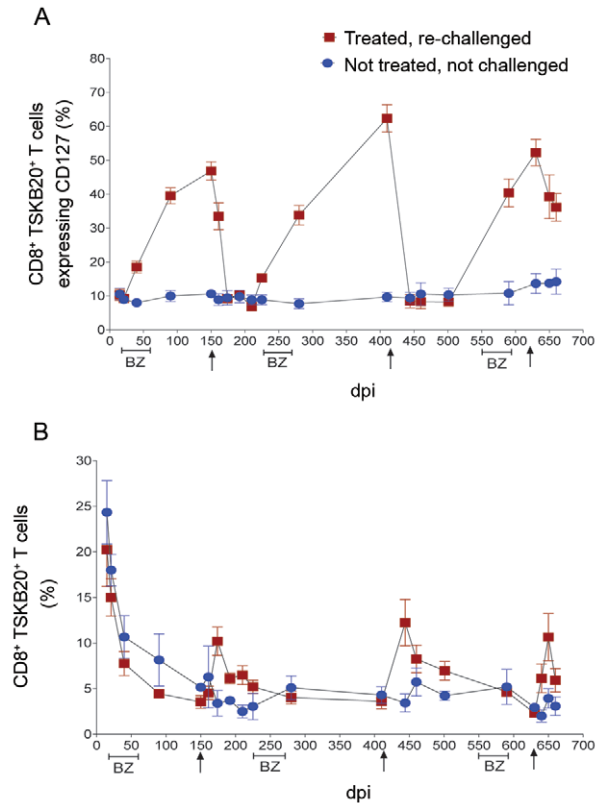 A
Treated, re-challenged
Not treated, not challenged
CD8+ TSKB20+ T cells
expressing CD127 (%)
80
70
60
50
40
30
20
10
0
0 50 100 150 200 250 300 350 400 450 500 550 600 650 700
BZ BZ BZ
dpi
B
CD8+ TSKB20+ T cells
(%)
30
25
20
15
10
5
0
0 50 100 150 200 250 300 350 400 450 500 550 600 650 700
BZ BZ BZ
dpi